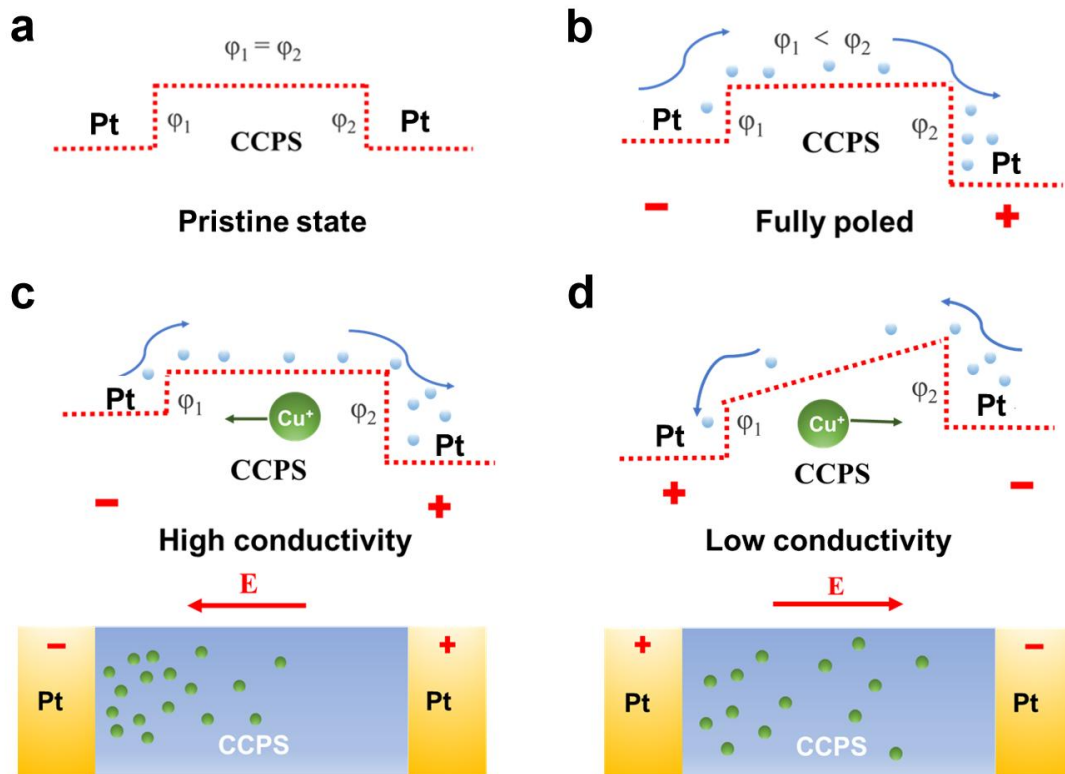 a
φ₁ = φ₂
Pt
φ₁
CCPS
φ₂
Pt
Pristine state
b
φ₁ < φ₂
Pt
φ₁
CCPS
φ₂
Pt
−
Fully poled
+
c
Pt
φ₁
Cu⁺
φ₂
CCPS
Pt
−
+
High conductivity
E
−
+
Pt
CCPS
Pt
d
Pt
φ₁
Cu⁺
φ₂
Pt
CCPS
+
−
Low conductivity
E
+
−
Pt
CCPS
Pt